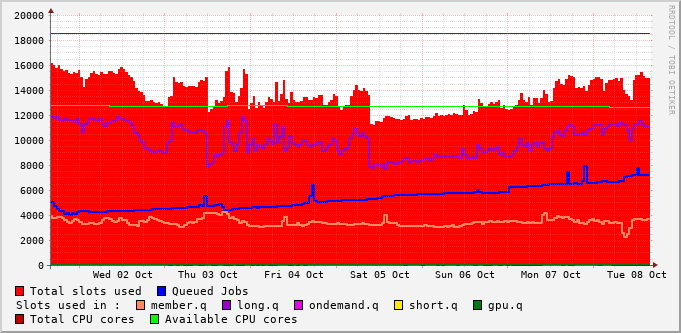 RRDTOOL / TOBI OETIKER
20000
18000
16000
14000
12000
10000
8000
6000
4000
2000
0
Wed 02 Oct Thu 03 Oct Fri 04 Oct Sat 05 Oct Sun 06 Oct Mon 07 Oct Tue 08 Oct
Total slots used Queued Jobs
Slots used in : member.q long.q ondemand.q short.q gpu.q
Total CPU cores Available CPU cores